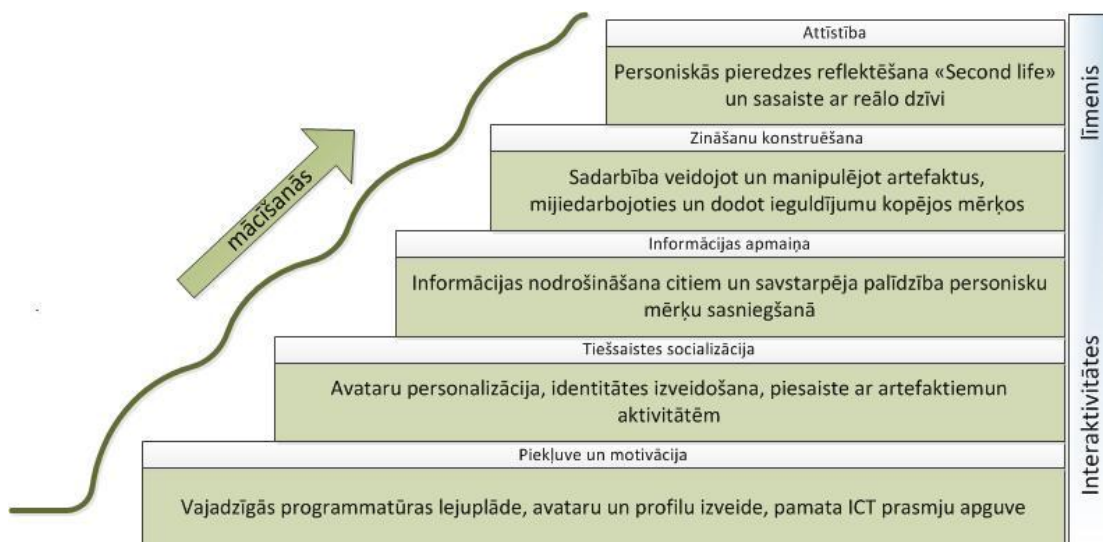 Attīstība
Personiskās pieredzes reflektēšana «Second life»
un sasaiste ar reālo dzīvi
Zināšanu konstruēšana
Sadarbība veidojot un manipulējot artefaktus,
mijiedarbojoties un dodot ieguldījumu kopējos mērķos
Informācijas apmaiņa
Informācijas nodrošināšana citiem un savstarpēja palīdzība personisku
mērķu sasniegšanā
Tiešsaistes socializācija
Avataru personalizācija, identitātes izveidošana, piesaiste ar artefaktiemun
aktivitātēm
Piekļuve un motivācija
Vajadzīgās programmatūras lejuplāde, avataru un profilu izveide, pamata ICT prasmju apguve
mācīšanās
Interaktivitātes līmenis